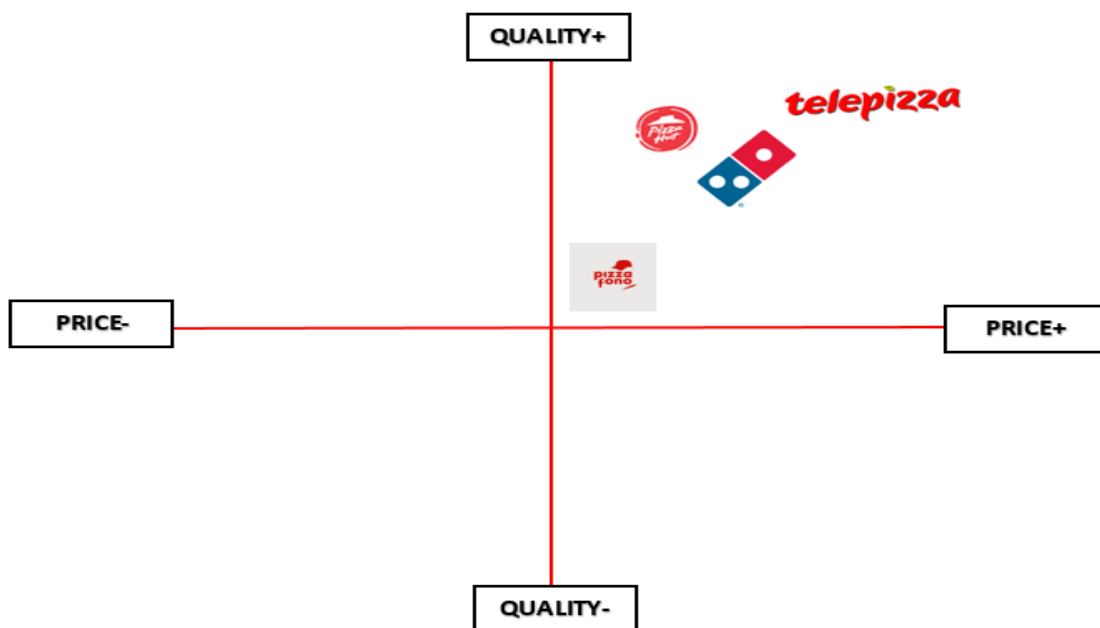 QUALITY+
telepizza
Pizza
Hut
pizza
fono
PRICE-
PRICE+
QUALITY-